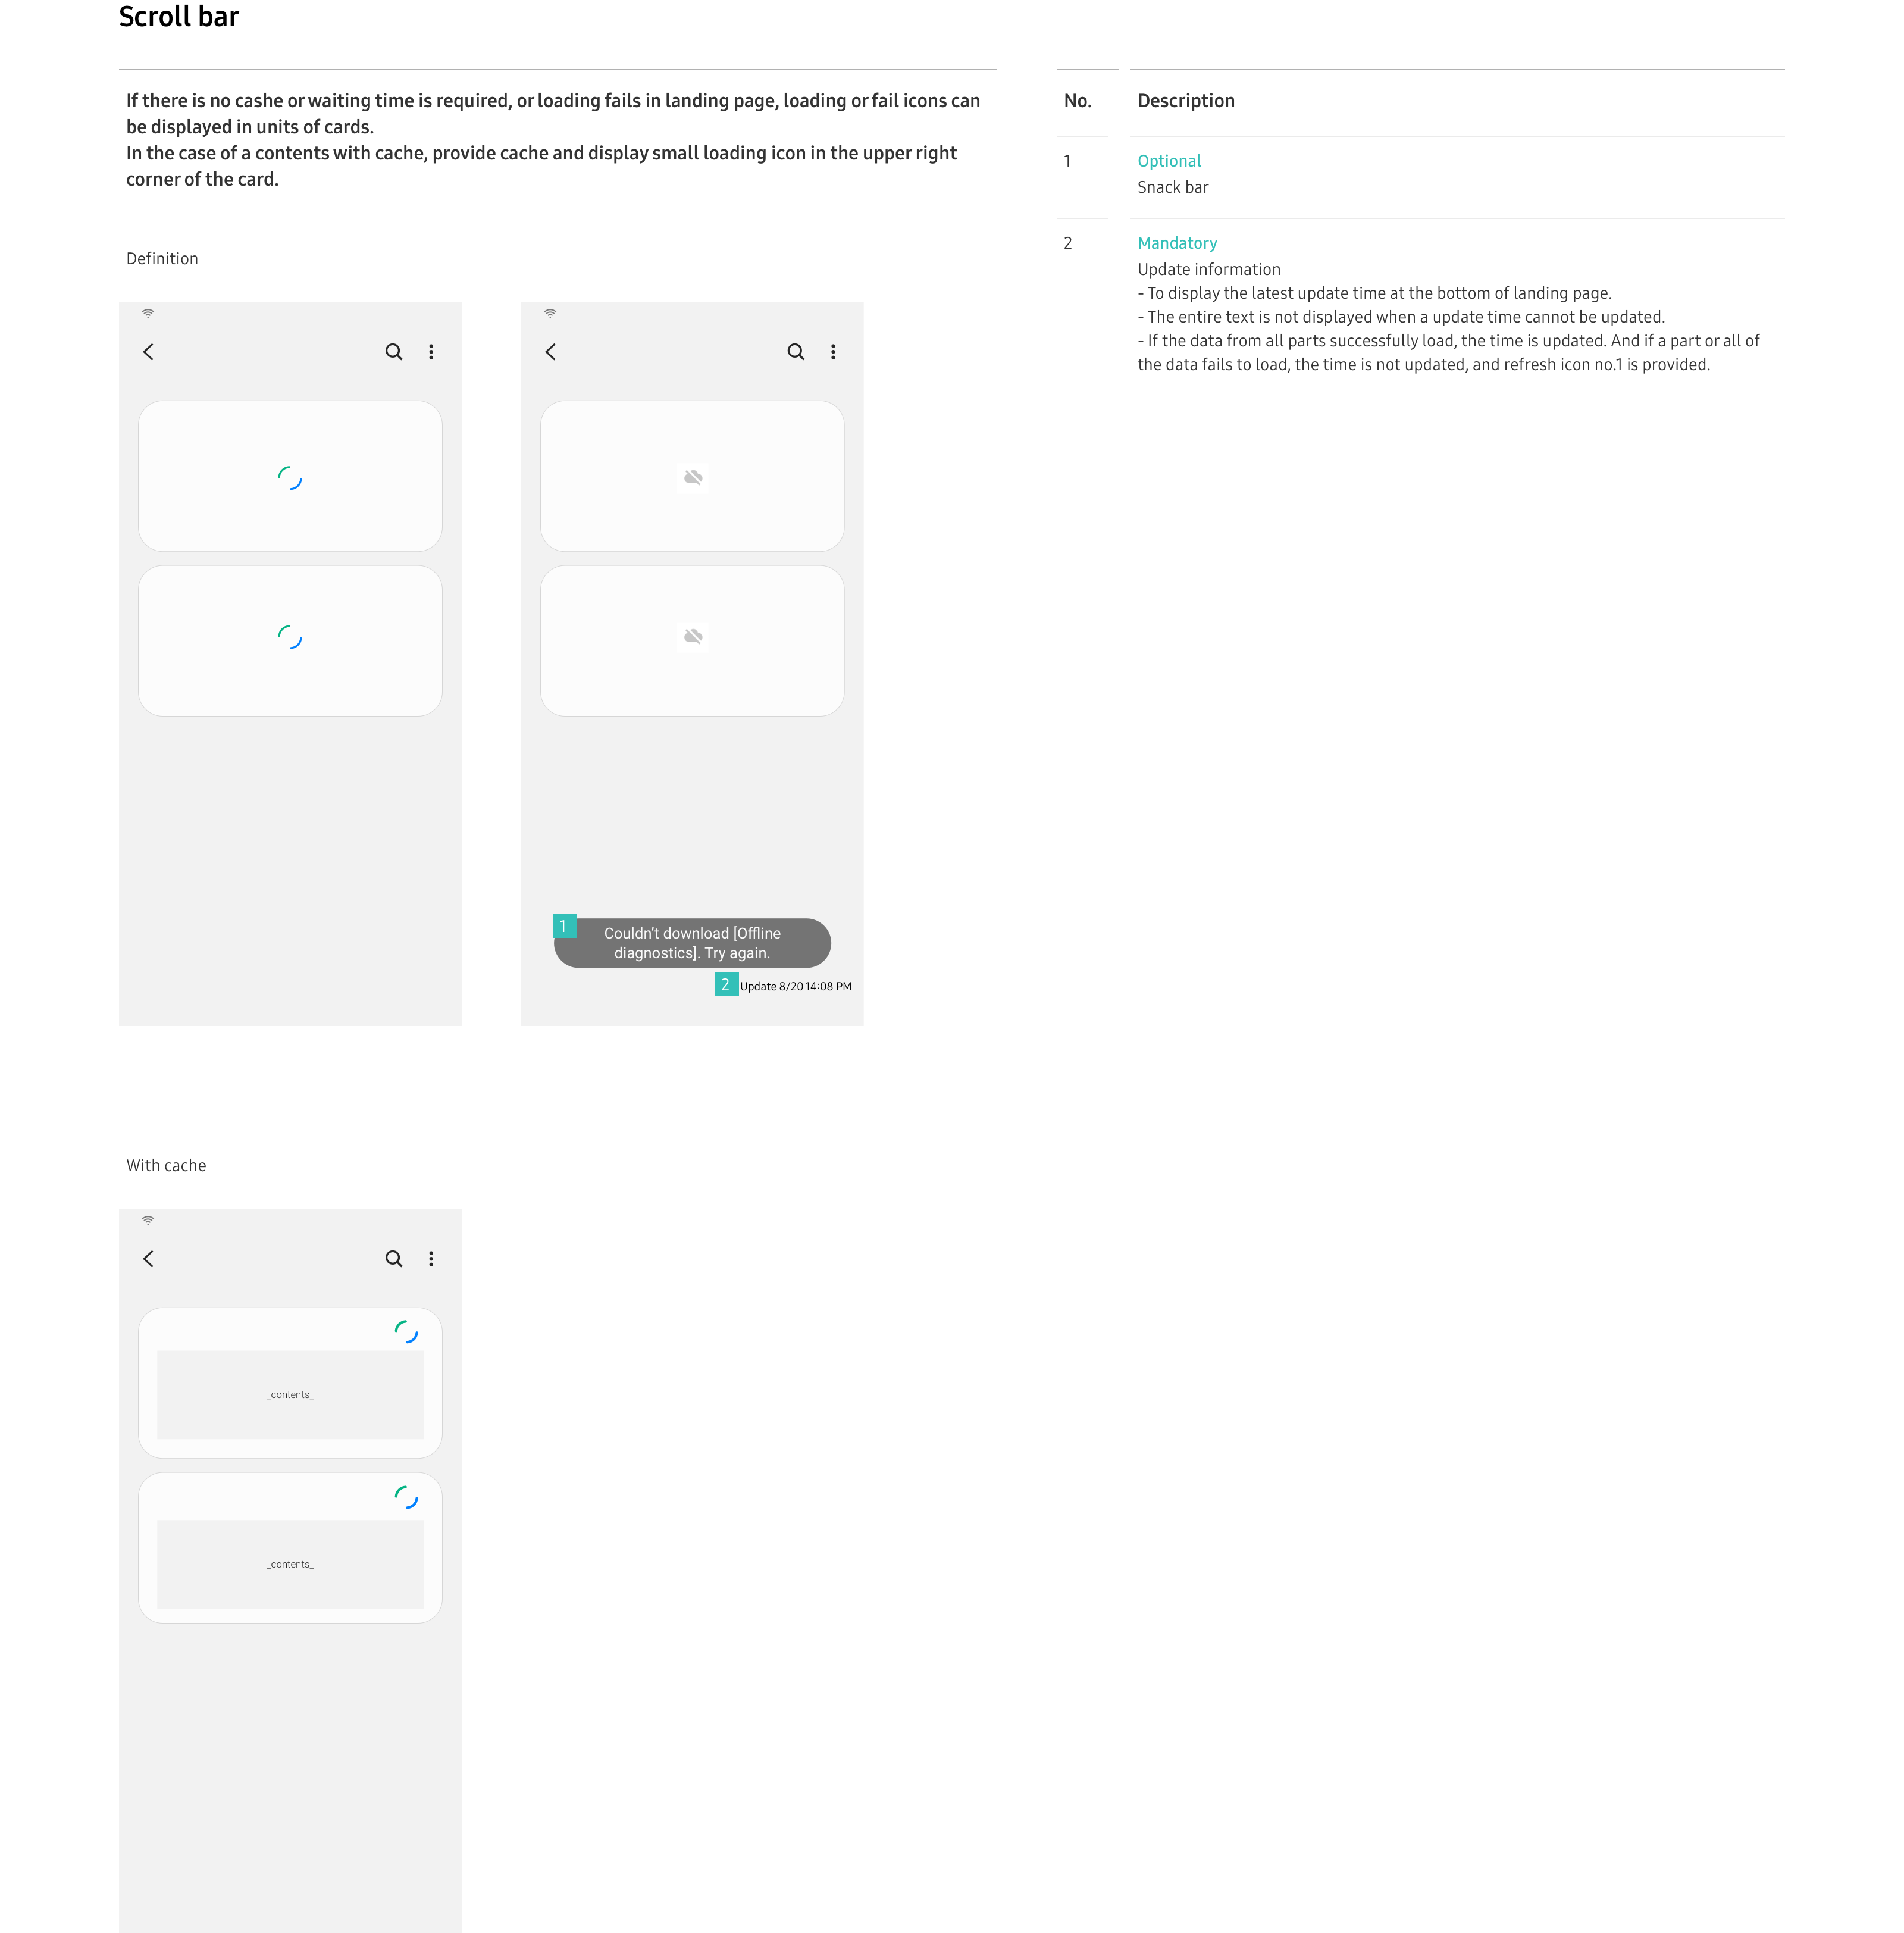 Scroll bar
If there is no cashe or waiting time is required, or loading fails in landing page, loading or fail icons can
be displayed in units of cards.
In the case of a contents with cache, provide cache and display small loading icon in the upper right
corner of the card.
Definition
1
Couldn't download [Offline
diagnostics]. Try again.
2 Update 8/20 14:08 PM
With cache
_contents_
_contents_
No. Description
1 Optional
Snack bar
2 Mandatory
Update information
- To display the latest update time at the bottom of landing page.
- The entire text is not displayed when a update time cannot be updated.
- If the data from all parts successfully load, the time is updated. And if a part or all of
the data fails to load, the time is not updated, and refresh icon no.1 is provided.